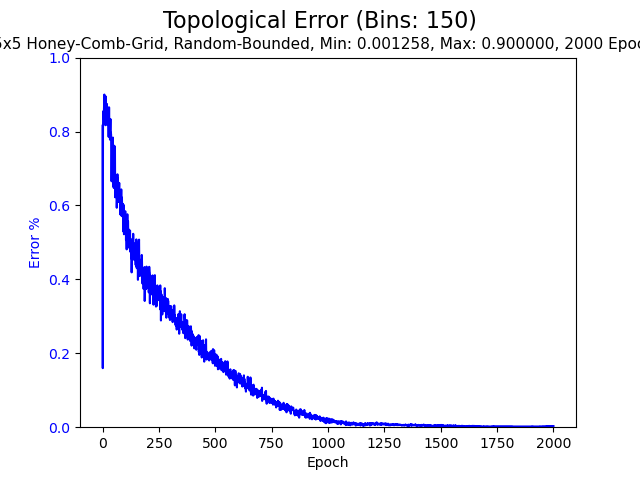 Topological Error (Bins: 150)
5x5 Honey-Comb-Grid, Random-Bounded, Min: 0.001258, Max: 0.900000, 2000 Epoc
1.0
0.8
0.6
0.4
0.2
0.0
Error %
0 250 500 750 1000 1250 1500 1750 2000
Epoch